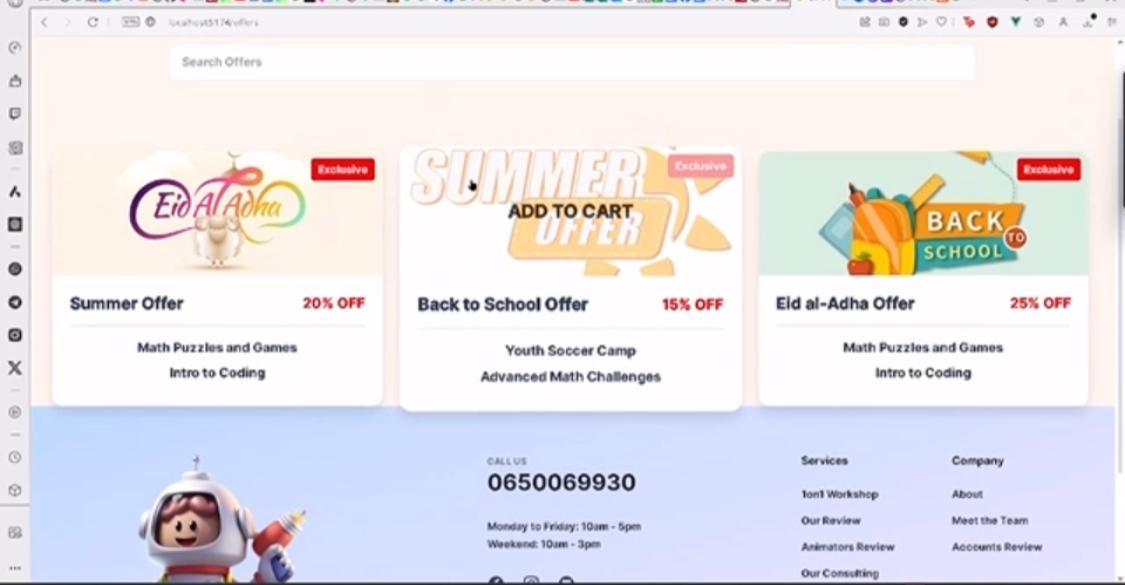 localhost:5174/offers
Search Offers
Exclusive
Eid Al Adha
Summer Offer
20% OFF
Math Puzzles and Games
Intro to Coding
Exclusive
SUMMER
OFFER
ADD TO CART
Back to School Offer
15% OFF
Youth Soccer Camp
Advanced Math Challenges
Exclusive
BACK
TO
SCHOOL
Eid al-Adha Offer
25% OFF
Math Puzzles and Games
Intro to Coding
CALL US
0650069930
Monday to Friday: 10am - 5pm
Weekend: 10am - 3pm
Services
1on1 Workshop
Our Review
Animators Review
Our Consulting
Company
About
Meet the Team
Accounts Review